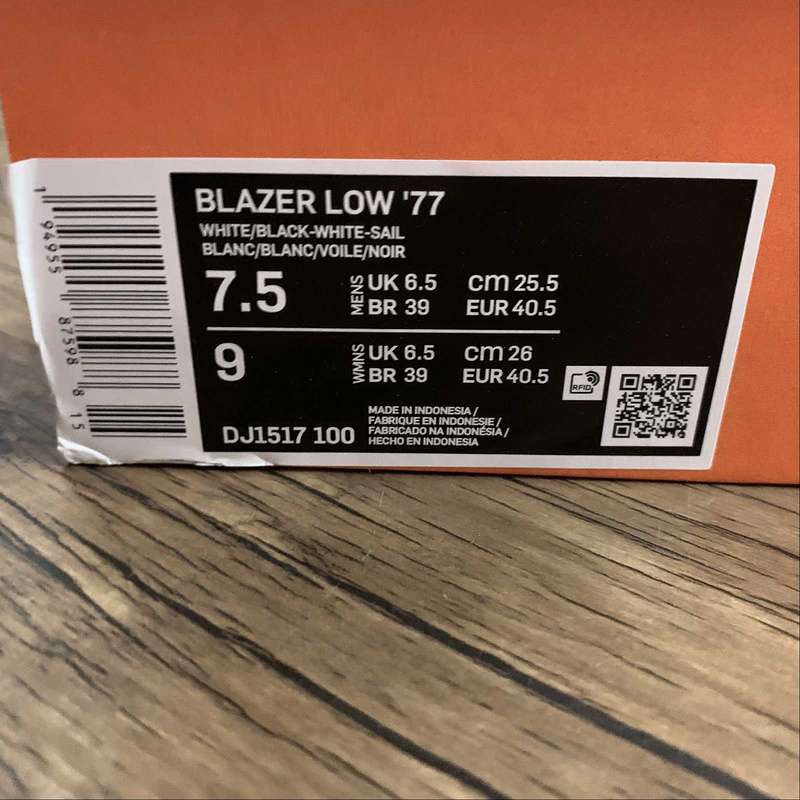 BLAZER LOW '77
WHITE/BLACK-WHITE-SAIL
BLANC/BLANC/VOILE/NOIR
7.5 MENS UK 6.5 cm 25.5
BR 39 EUR 40.5
9 WMNS UK 6.5 cm 26
BR 39 EUR 40.5
RFID
DJ1517 100
MADE IN INDONESIA /
FABRIQUE EN INDONESIE /
FABRICADO NA INDONÉSIA /
HECHO EN INDONESIA
1 94955 87598 8 15